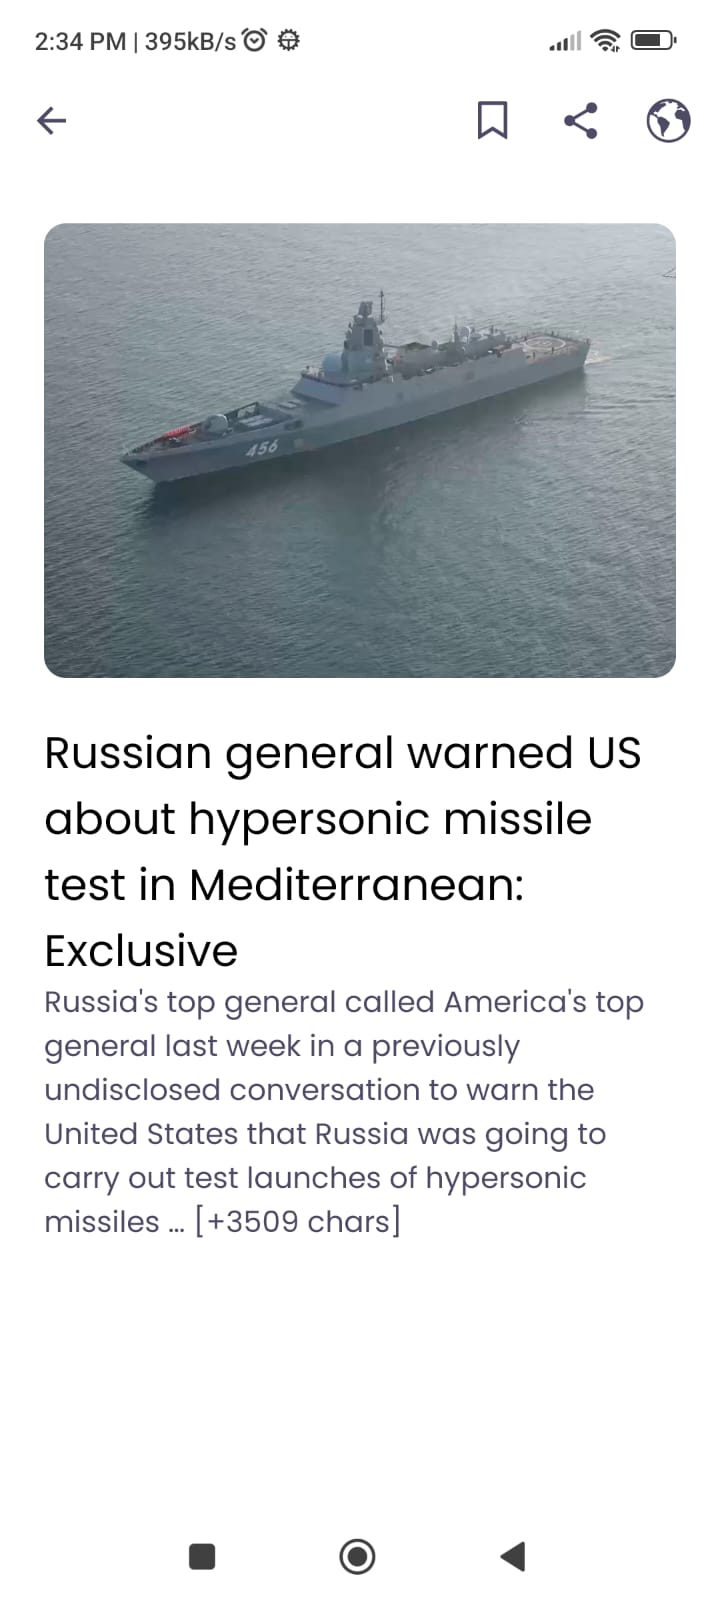 2:34 PM | 395kB/s
456
Russian general warned US
about hypersonic missile
test in Mediterranean:
Exclusive
Russia's top general called America's top
general last week in a previously
undisclosed conversation to warn the
United States that Russia was going to
carry out test launches of hypersonic
missiles … [+3509 chars]